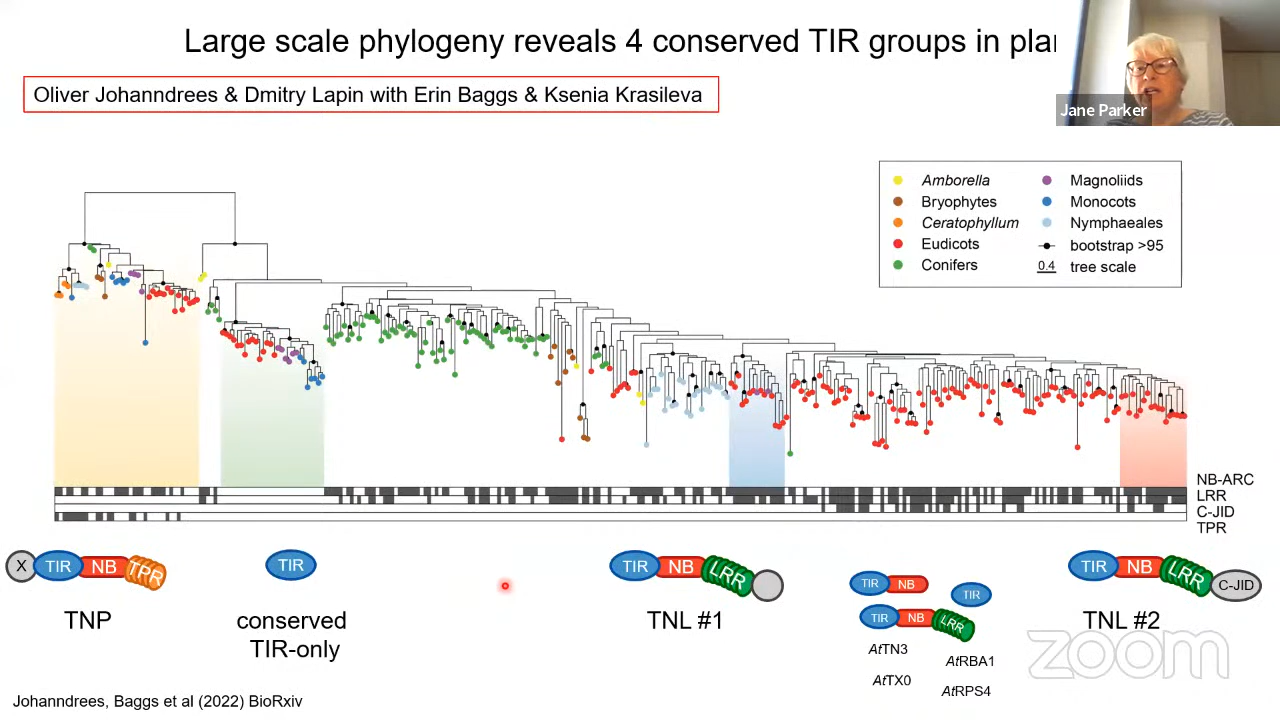 Large scale phylogeny reveals 4 conserved TIR groups in plan
Oliver Johanndrees & Dmitry Lapin with Erin Baggs & Ksenia Krasileva
Jane Parker
Amborella
Bryophytes
Ceratophyllum
Eudicots
Conifers
Magnoliids
Monocots
Nymphaeales
bootstrap >95
0.4 tree scale
NB-ARC
LRR
C-JID
TPR
X TIR NB TPR
TNP
TIR
conserved
TIR-only
TIR NB LRR
TNL #1
TIR NB
TIR
TIR NB LRR
AtTN3
AtRBA1
AtTX0
AtRPS4
TIR NB LRR C-JID
TNL #2
zoom
Johanndrees, Baggs et al (2022) BioRxiv